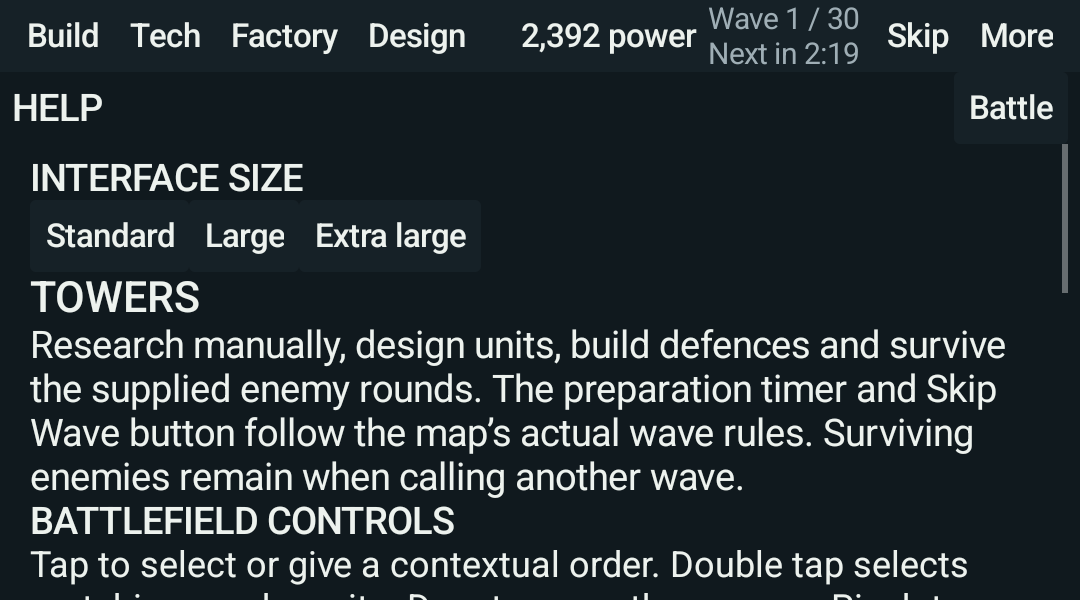 Build Tech Factory Design 2,392 power Wave 1 / 30 Skip More
Next in 2:19
HELP Battle
INTERFACE SIZE
Standard Large Extra large
TOWERS
Research manually, design units, build defences and survive
the supplied enemy rounds. The preparation timer and Skip
Wave button follow the map’s actual wave rules. Surviving
enemies remain when calling another wave.
BATTLEFIELD CONTROLS
Tap to select or give a contextual order. Double tap selects